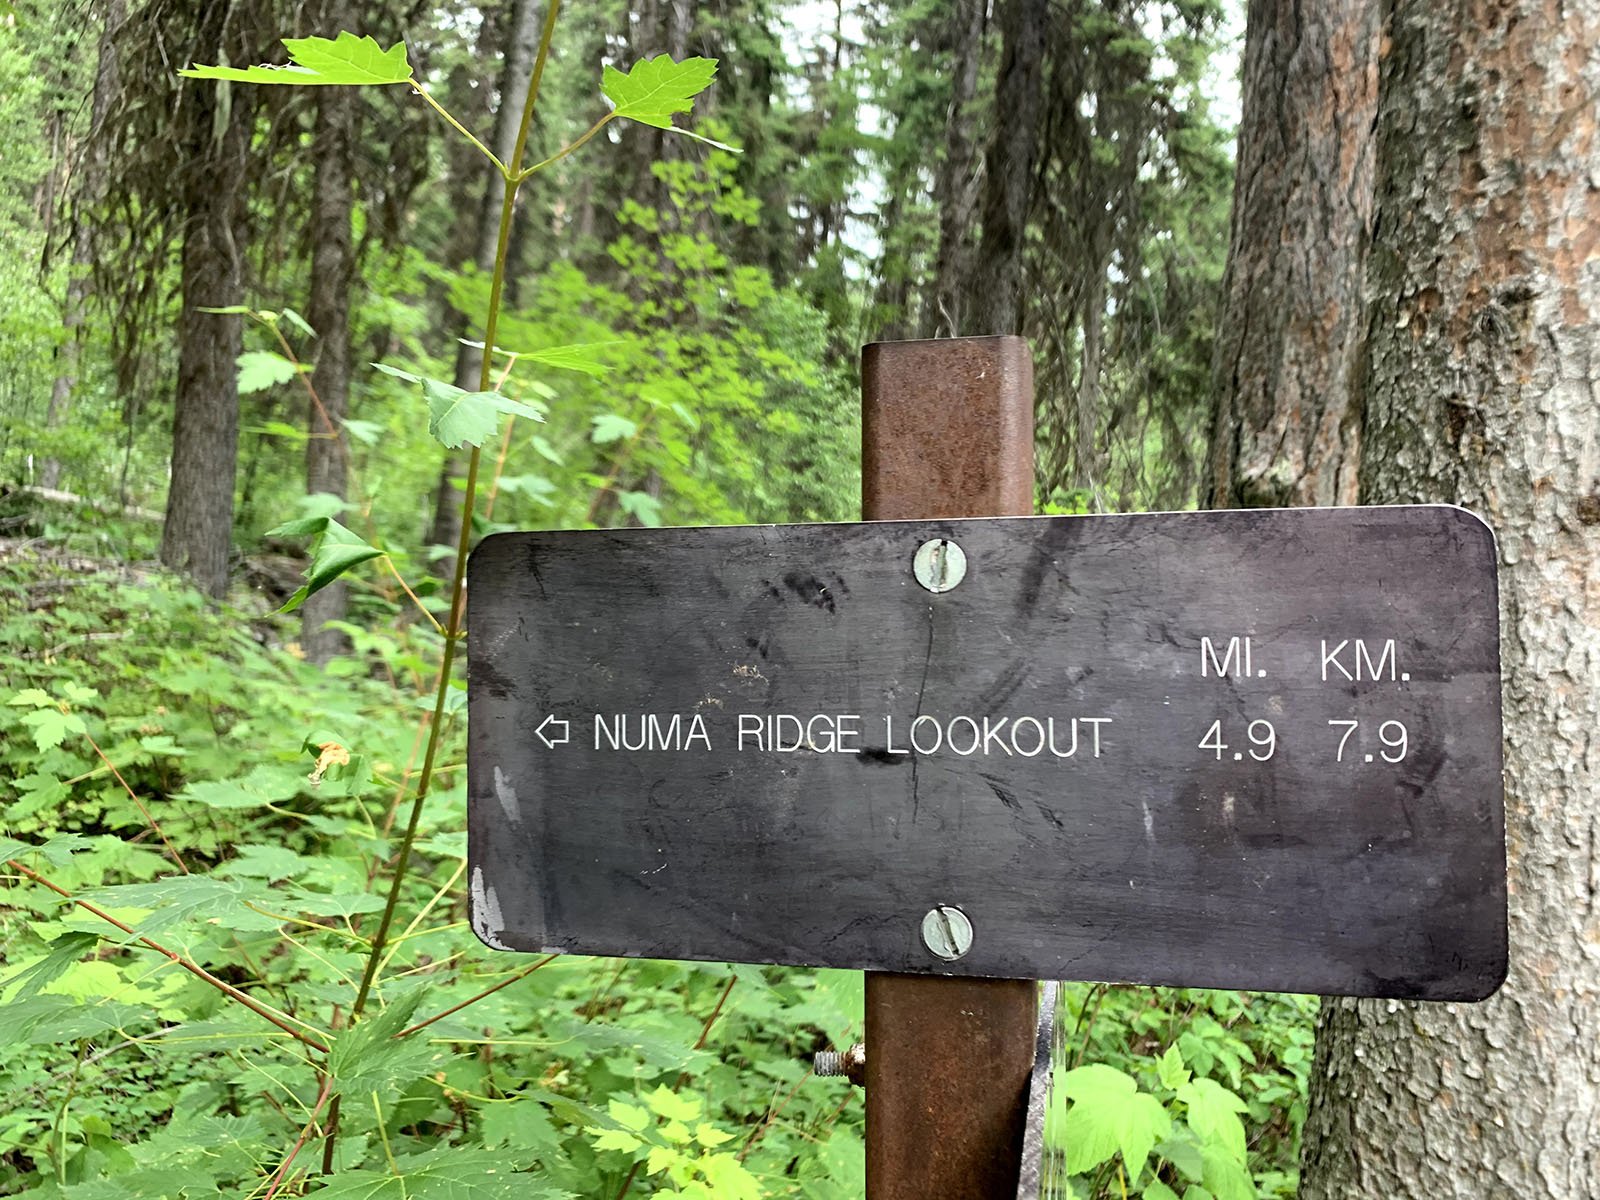 MI. KM.
⇦ NUMA RIDGE LOOKOUT 4.9 7.9